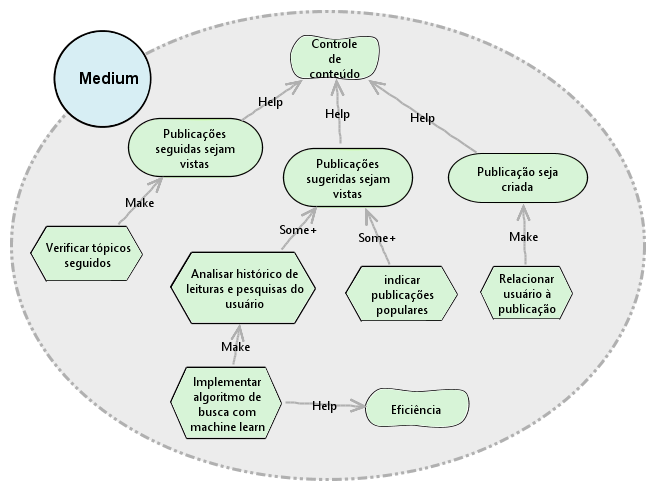 Controle
de
conteúdo
Medium
Help
Help
Help
Publicações
seguidas sejam
vistas
Publicações
sugeridas sejam
vistas
Publicação seja
criada
Make
Some+
Some+
Make
Verificar tópicos
seguidos
Analisar histórico de
leituras e pesquisas do
usuário
indicar
publicações
populares
Relacionar
usuário à
publicação
Make
Implementar
algoritmo de
busca com
machine learn
Help
Eficiência